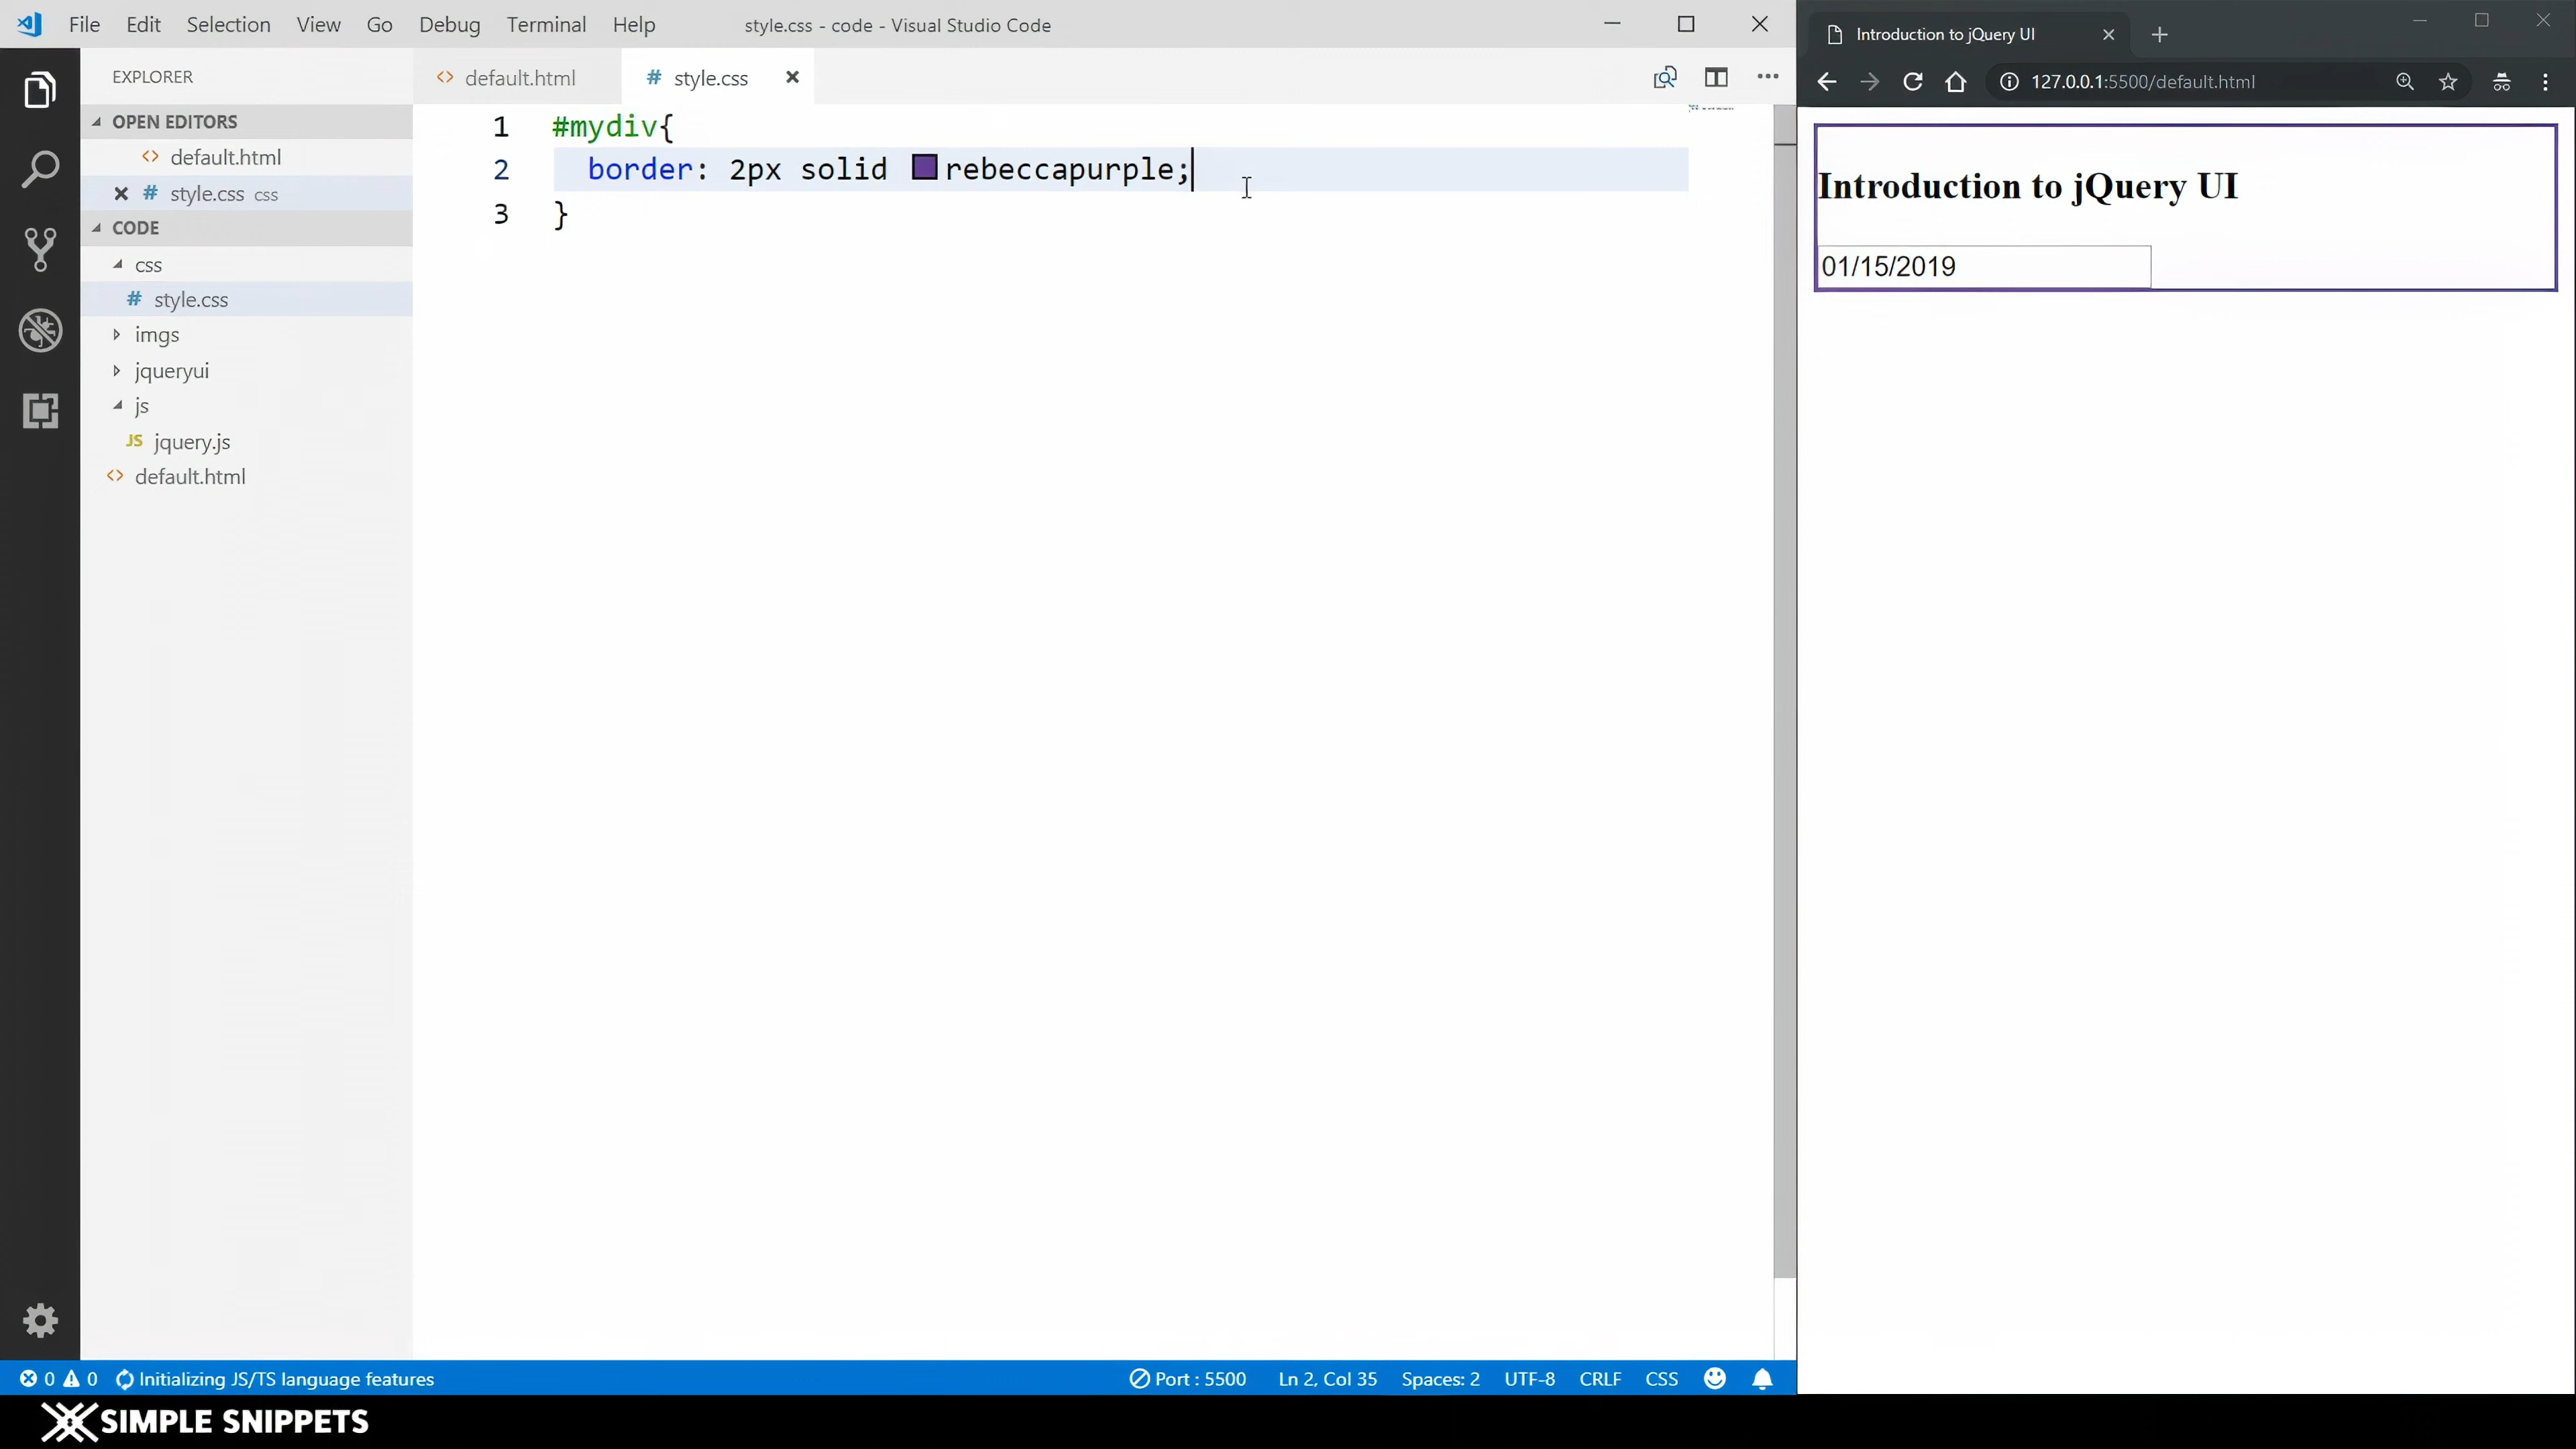 File Edit Selection View Go Debug Terminal Help style.css - code - Visual Studio Code
EXPLORER
OPEN EDITORS
default.html
style.css css
CODE
css
style.css
imgs
jqueryui
js
JS jquery.js
default.html
default.html
# style.css
1 #mydiv{
2 border: 2px solid rebeccapurple;
3 }
0 0 Initializing JS/TS language features Port : 5500 Ln 2, Col 35 Spaces: 2 UTF-8 CRLF CSS
Introduction to jQuery UI
127.0.0.1:5500/default.html
Introduction to jQuery UI
01/15/2019
SIMPLE SNIPPETS